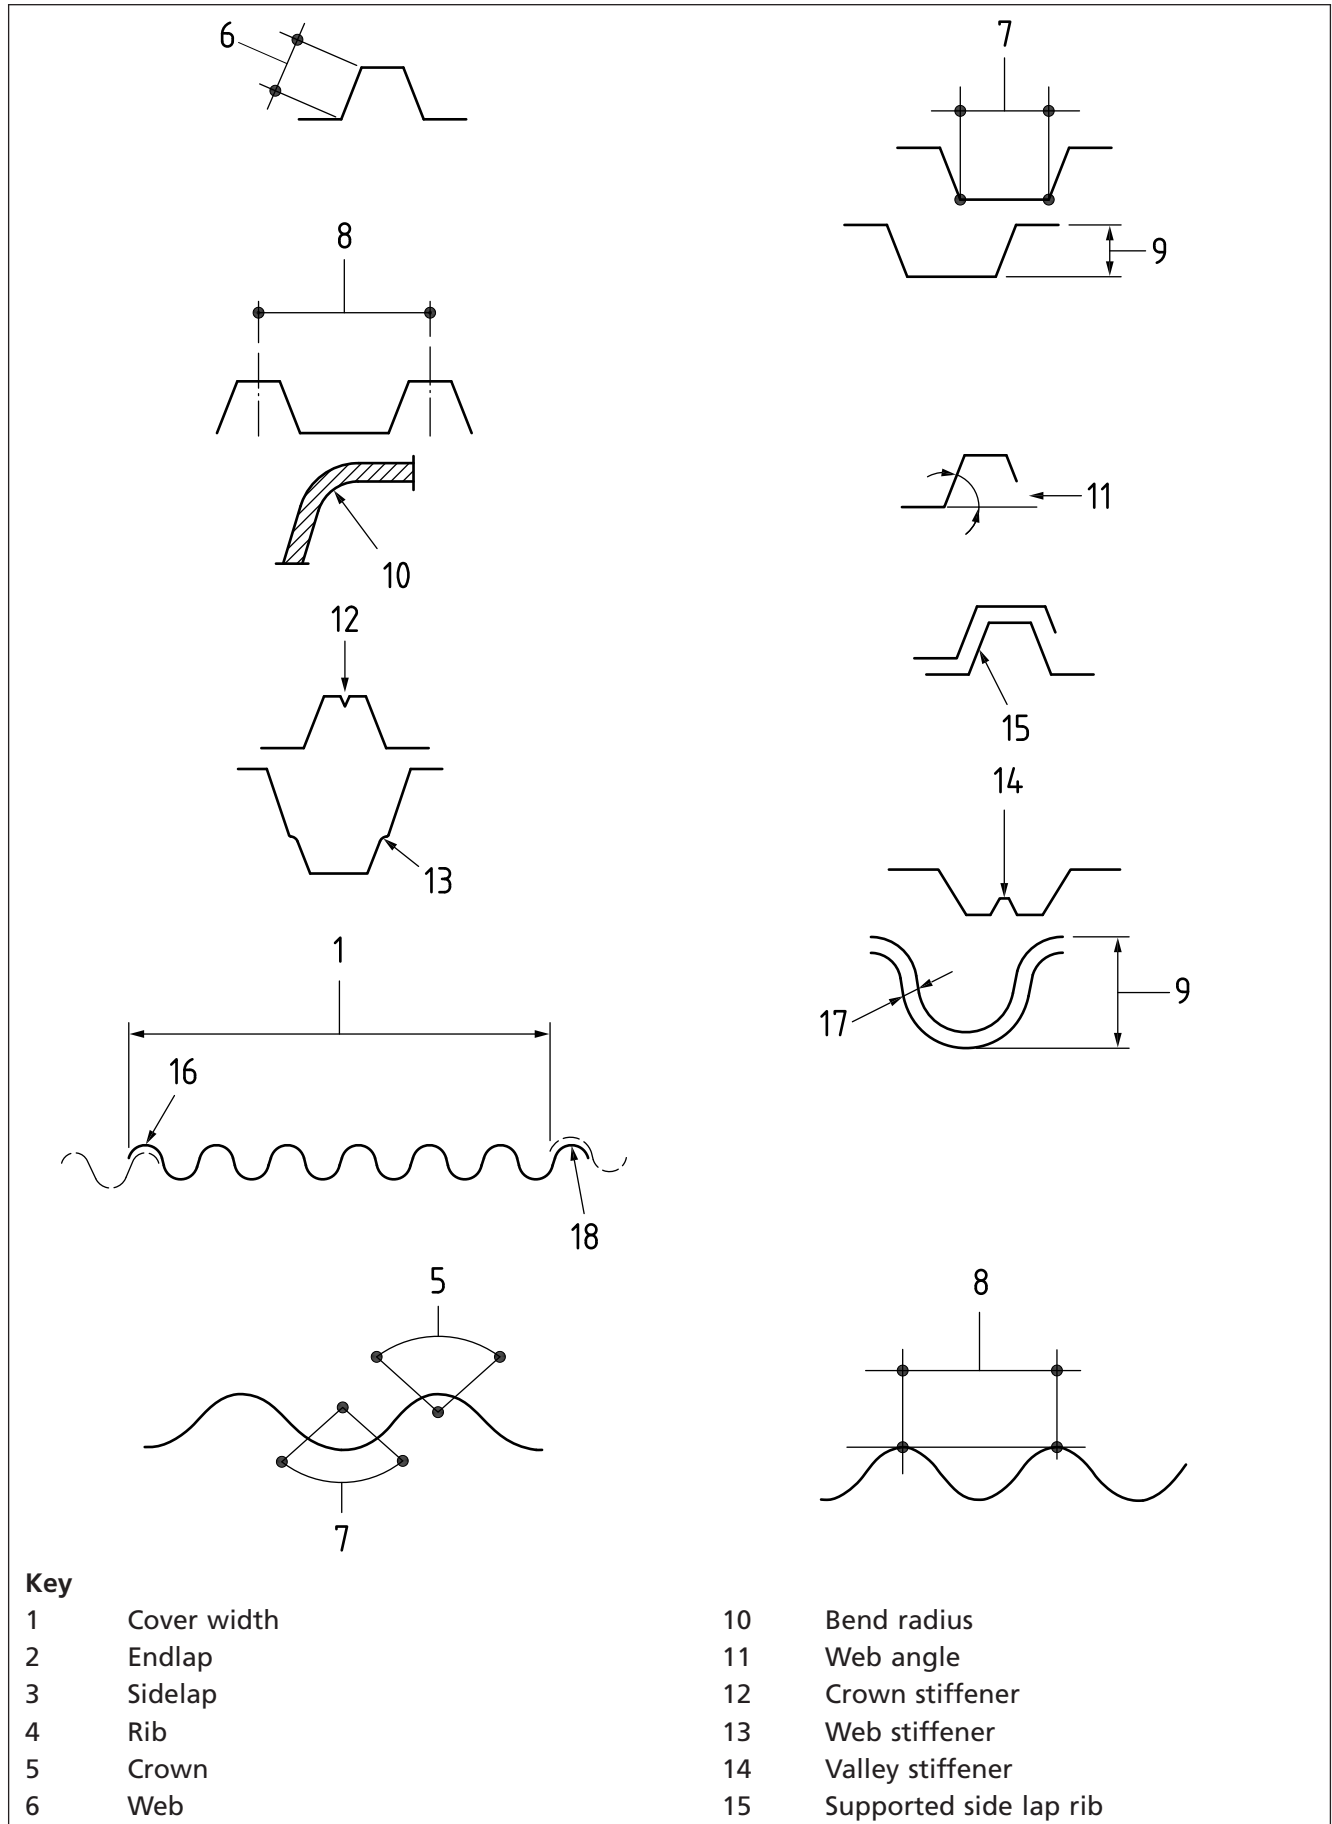 6
7
8
9
10
11
12
15
13
14
1
17
9
16
18
5
8
7
Key
1 Cover width
2 Endlap
3 Sidelap
4 Rib
5 Crown
6 Web
10 Bend radius
11 Web angle
12 Crown stiffener
13 Web stiffener
14 Valley stiffener
15 Supported side lap rib